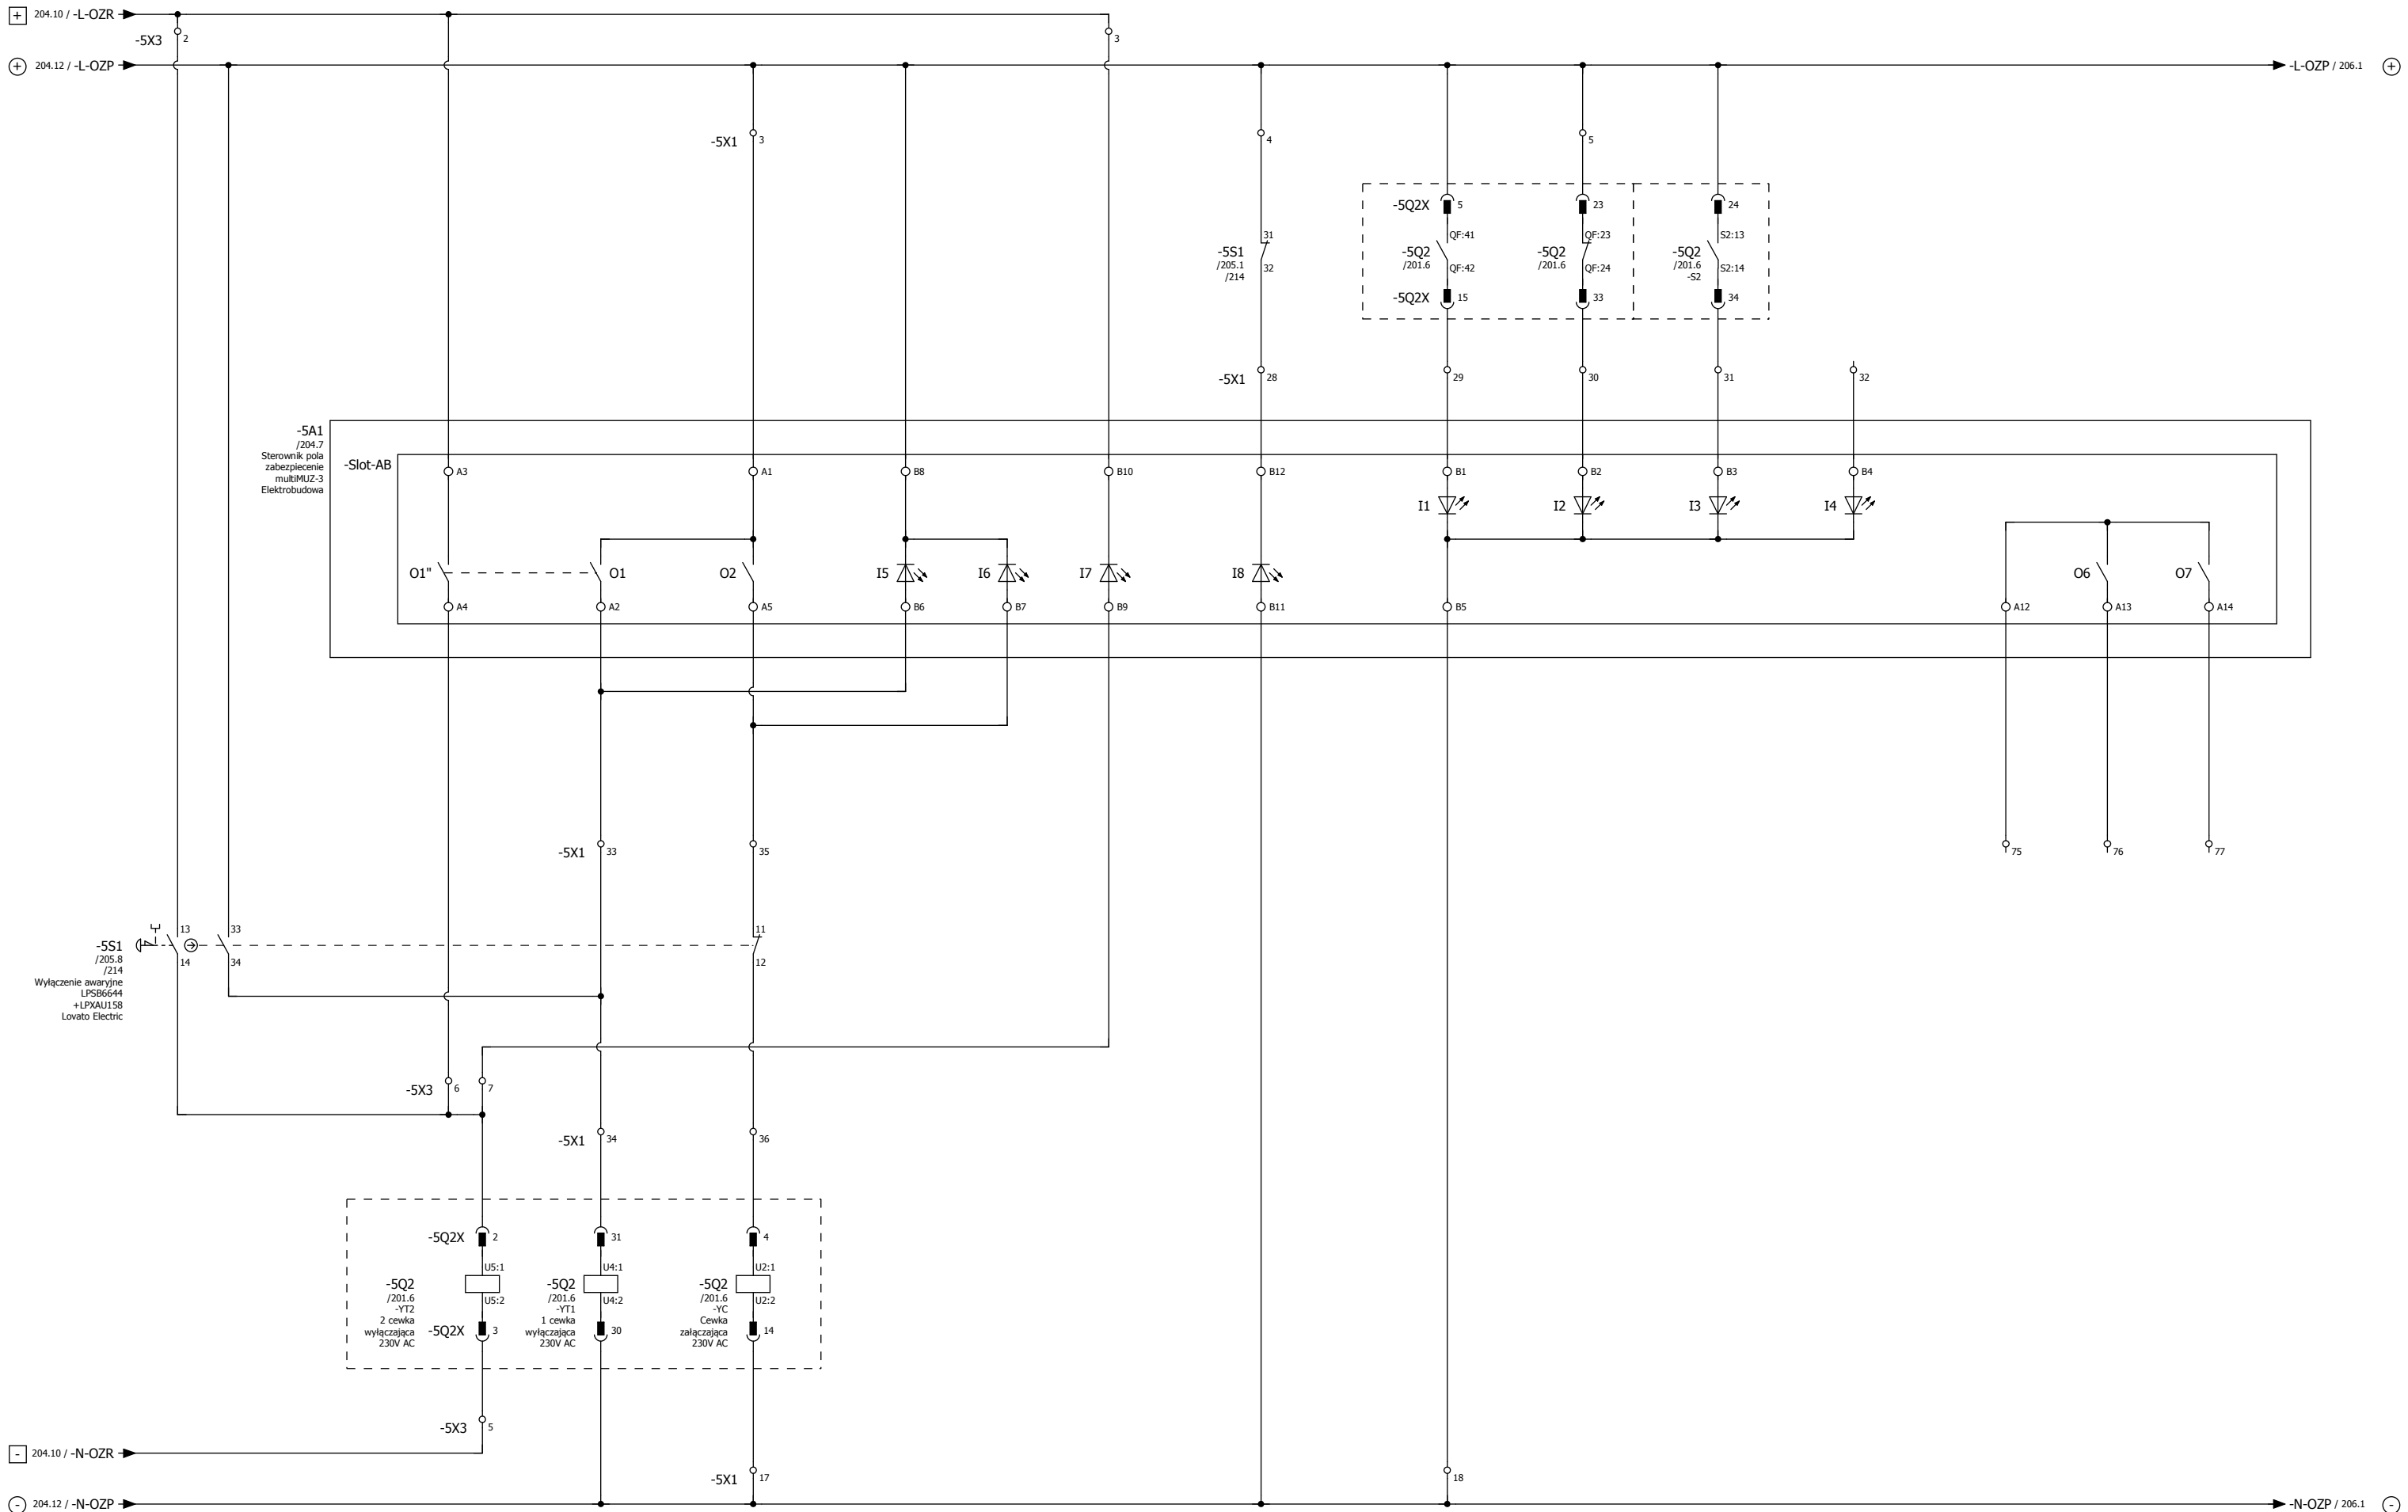 + 204.10 / -L-OZR
-5X3 2
3
+ 204.12 / -L-OZP
-L-OZP / 206.1 +
-5X1 3
4
5
-5Q2X 5
23
24
-5S1
/205.1
/214
31
32
-5Q2
/201.6
QF:41
QF:42
-5Q2
/201.6
QF:23
QF:24
-5Q2
/201.6
-S2
S2:13
S2:14
-5Q2X 15
33
34
-5X1 28
29
30
31
32
-5A1
/204.7
Sterownik pola
zabezpiecenie
multiMUZ-3
Elektrobudowa
-Slot-AB
A3
A1
B8
B10
B12
B1
B2
B3
B4
I1
I2
I3
I4
O1"
O1
O2
I5
I6
I7
I8
O6
O7
A4
A2
A5
B6
B7
B9
B11
B5
A12
A13
A14
-5X1 33
35
75
76
77
-5S1
/205.8
/214
Wyłączenie awaryjne
LPSB6644
+LPXAU158
Lovato Electric
13
14
33
34
11
12
-5X3 6
7
-5X1 34
36
-5Q2X 2
31
4
-5Q2
/201.6
-YT2
2 cewka
wyłączająca
230V AC
U5:1
U5:2
-5Q2
/201.6
-YT1
1 cewka
wyłączająca
230V AC
U4:1
U4:2
-5Q2
/201.6
-YC
Cewka
załączająca
230V AC
U2:1
U2:2
-5Q2X 3
30
14
-5X3 5
- 204.10 / -N-OZR
-5X1 17
18
- 204.12 / -N-OZP
-N-OZP / 206.1 -